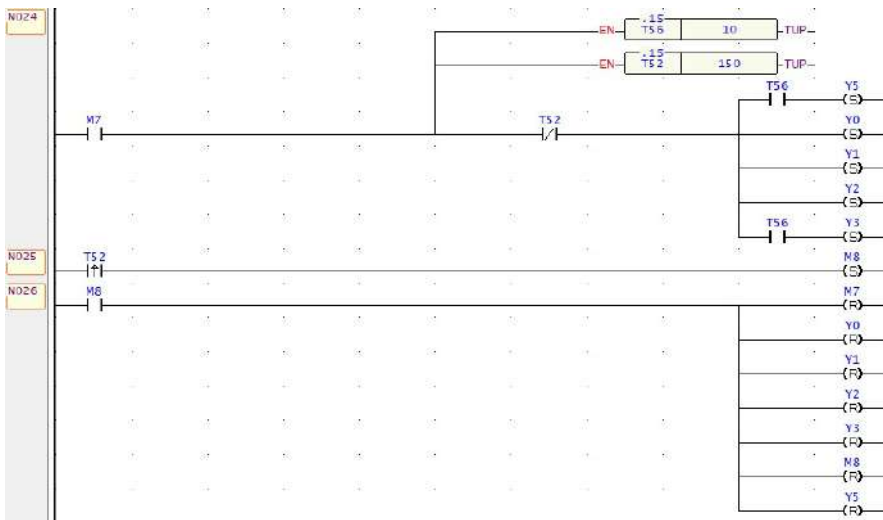 N024
EN .1S T56 10 TUP
EN .1S T52 150 TUP
T56 Y5
(S)
M7 T52 Y0
(S)
Y1
(S)
Y2
(S)
T56 Y3
(S)
N025 T52 M8
(S)
N026 M8 M7
(R)
Y0
(R)
Y1
(R)
Y2
(R)
Y3
(R)
M8
(R)
Y5
(R)